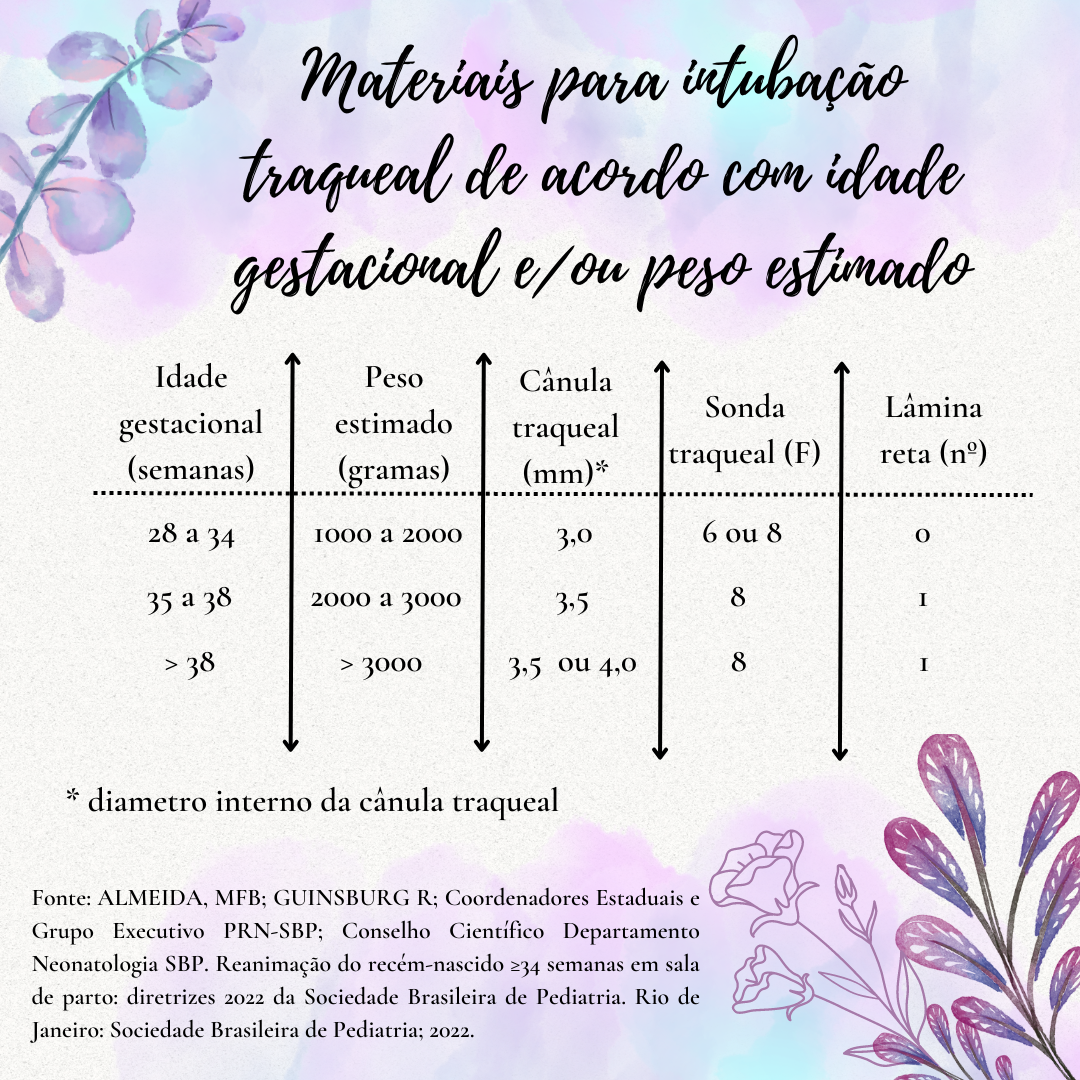 Materiais para intubação
traqueal de acordo com idade
gestacional e/ou peso estimado
Idade
gestacional
(semanas)
Peso
estimado
(gramas)
Cânula
traqueal
(mm)*
Sonda
traqueal (F)
Lâmina
reta (nº)
28 a 34 1000 a 2000 3,0 6 ou 8 0
35 a 38 2000 a 3000 3,5 8 1
> 38 > 3000 3,5 ou 4,0 8 1
* diametro interno da cânula traqueal
Fonte: ALMEIDA, MFB; GUINSBURG R; Coordenadores Estaduais e
Grupo Executivo PRN-SBP; Conselho Científico Departamento
Neonatologia SBP. Reanimação do recém-nascido ≥34 semanas em sala
de parto: diretrizes 2022 da Sociedade Brasileira de Pediatria. Rio de
Janeiro: Sociedade Brasileira de Pediatria; 2022.